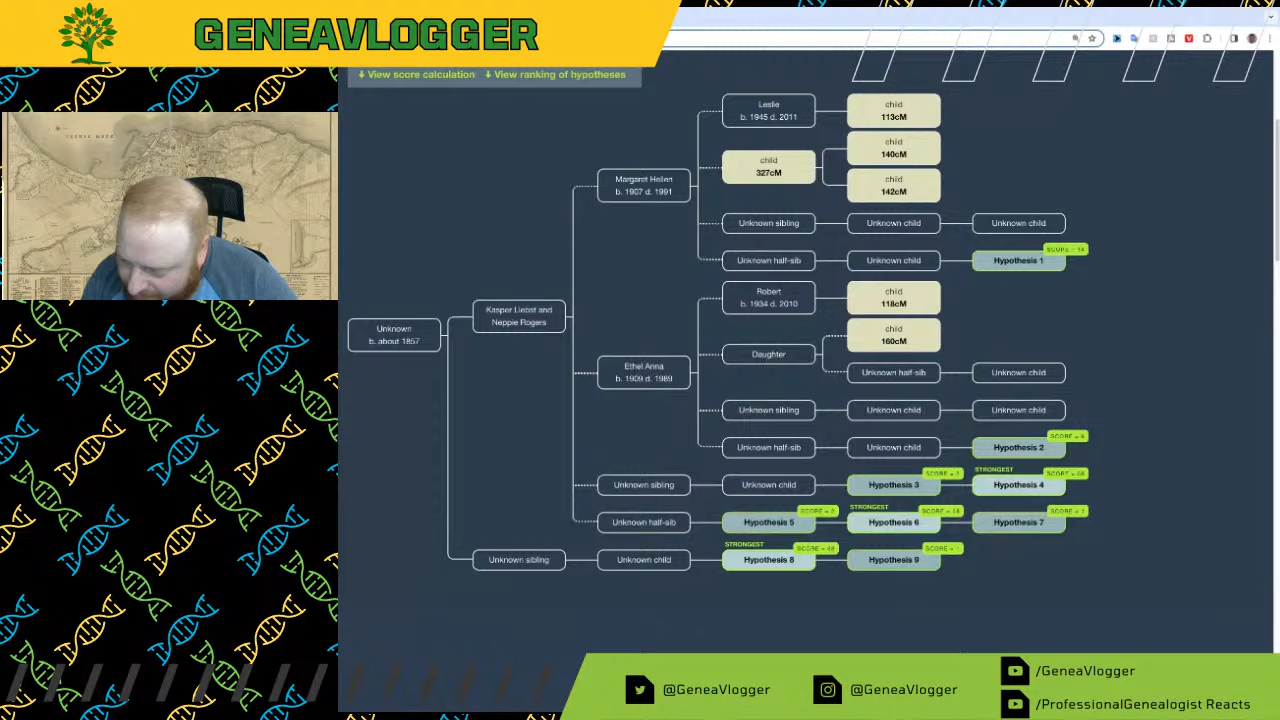 GENEAVLOGGER
View score calculation
View ranking of hypotheses
Leslie
b. 1945 d. 2011
child
113cM
child
140cM
child
327cM
child
142cM
Margaret Hellen
b. 1907 d. 1991
Unknown sibling
Unknown child
Unknown child
Unknown half-sib
Unknown child
Hypothesis 1
SCORE = 14
Robert
b. 1934 d. 2010
child
118cM
Kasper Liebst and
Neppie Rogers
child
160cM
Unknown
b. about 1857
Daughter
Ethel Anna
b. 1909 d. 1989
Unknown half-sib
Unknown child
Unknown sibling
Unknown child
Unknown child
Unknown half-sib
Unknown child
Hypothesis 2
Unknown sibling
Unknown child
Hypothesis 3
STRONGEST
Hypothesis 4
Unknown half-sib
Hypothesis 5
STRONGEST
Hypothesis 6
Hypothesis 7
Unknown sibling
Unknown child
STRONGEST
Hypothesis 8
Hypothesis 9
@GeneaVlogger
@GeneaVlogger
/GeneaVlogger
/ProfessionalGenealogist Reacts